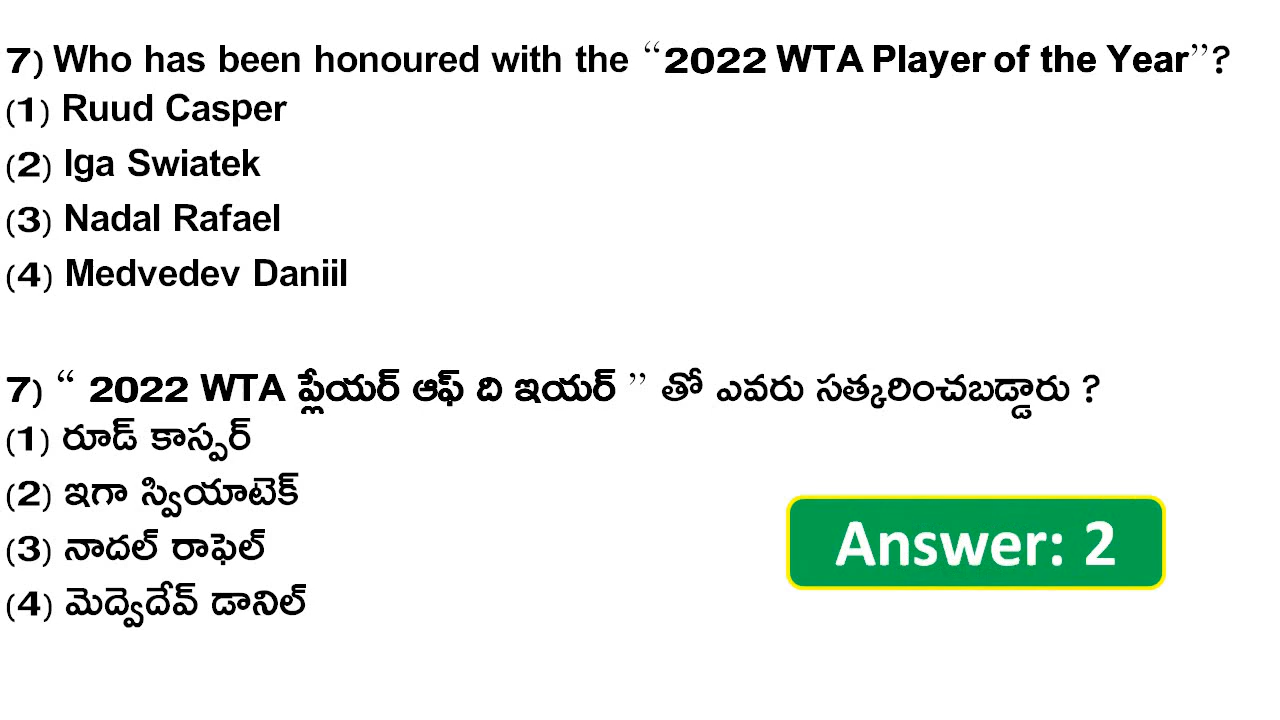 7) Who has been honoured with the “2022 WTA Player of the Year”?
(1) Ruud Casper
(2) Iga Swiatek
(3) Nadal Rafael
(4) Medvedev Daniil
7) “ 2022 WTA ప్లేయర్ ఆఫ్ ది ఇయర్ ” తో ఎవరు సత్కరించబడ్డారు ?
(1) రూడ్ కాస్పర్
(2) ఇగా స్వియాటెక్
(3) నాదల్ రాఫెల్
(4) మెద్వెదేవ్ డానిల్
Answer: 2